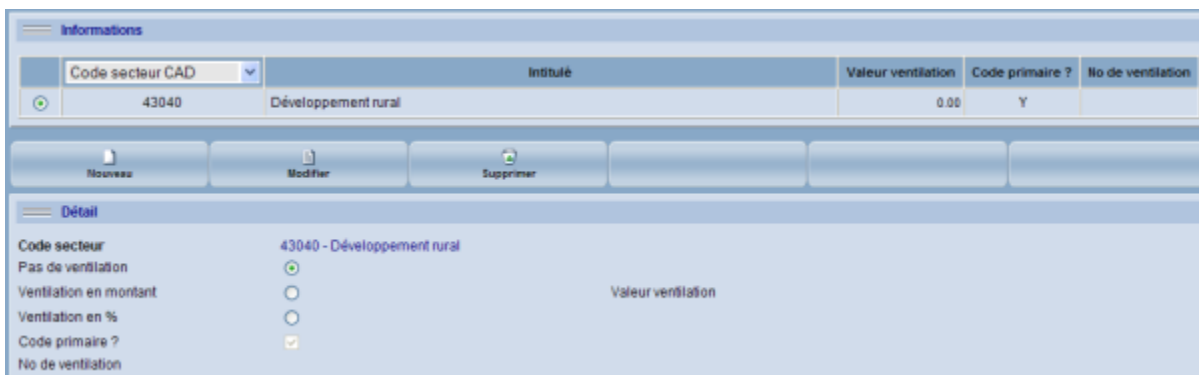 Informations
Code secteur CAD Intitulé Valeur ventilation Code primaire ? No de ventilation
43040 Développement rural 0.00 Y
Nouveau Modifier Supprimer
Détail
Code secteur 43040 - Développement rural
Pas de ventilation
Ventilation en montant Valeur ventilation
Ventilation en %
Code primaire ?
No de ventilation